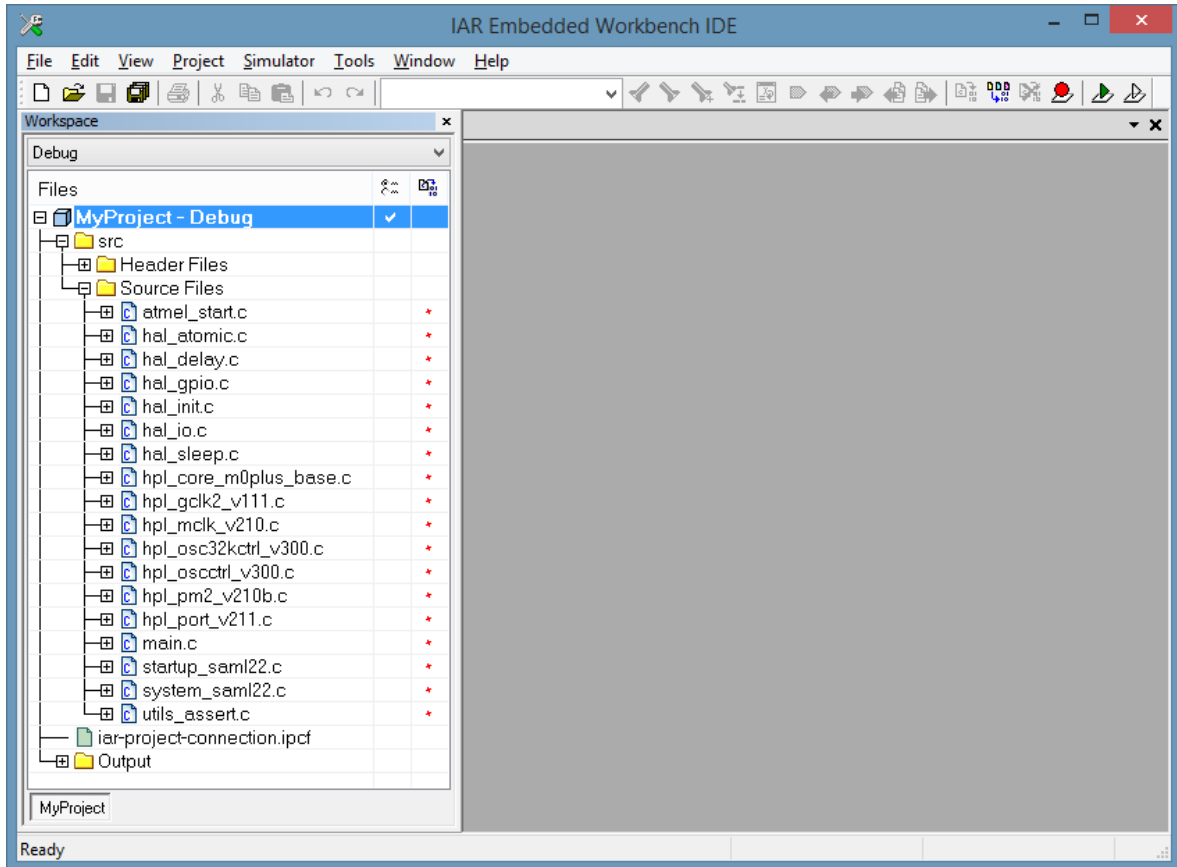 IAR Embedded Workbench IDE
File Edit View Project Simulator Tools Window Help
Workspace
Debug
Files
MyProject - Debug
src
Header Files
Source Files
atmel_start.c
hal_atomic.c
hal_delay.c
hal_gpio.c
hal_init.c
hal_io.c
hal_sleep.c
hpl_core_m0plus_base.c
hpl_gclk2_v111.c
hpl_mclk_v210.c
hpl_osc32kctrl_v300.c
hpl_oscctrl_v300.c
hpl_pm2_v210b.c
hpl_port_v211.c
main.c
startup_saml22.c
system_saml22.c
utils_assert.c
iar-project-connection.ipcf
Output
MyProject
Ready